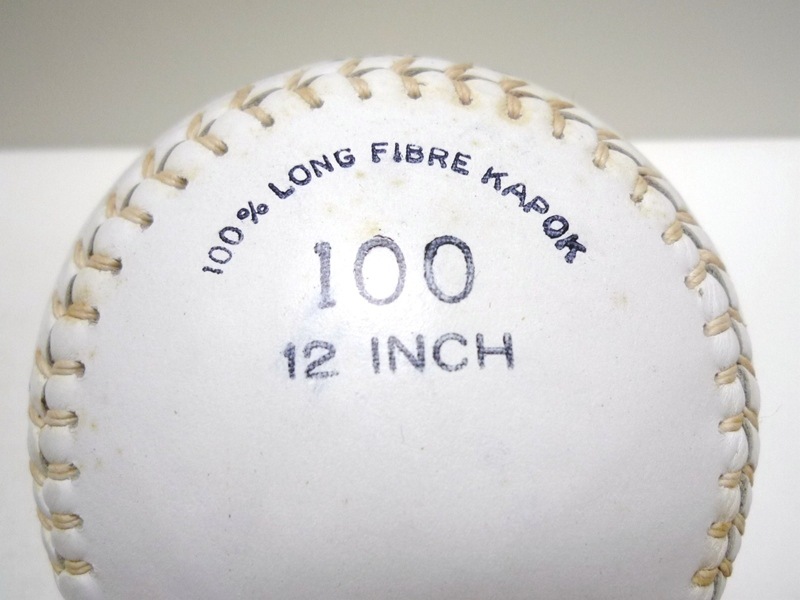 100% LONG FIBRE KAPOK
100
12 INCH